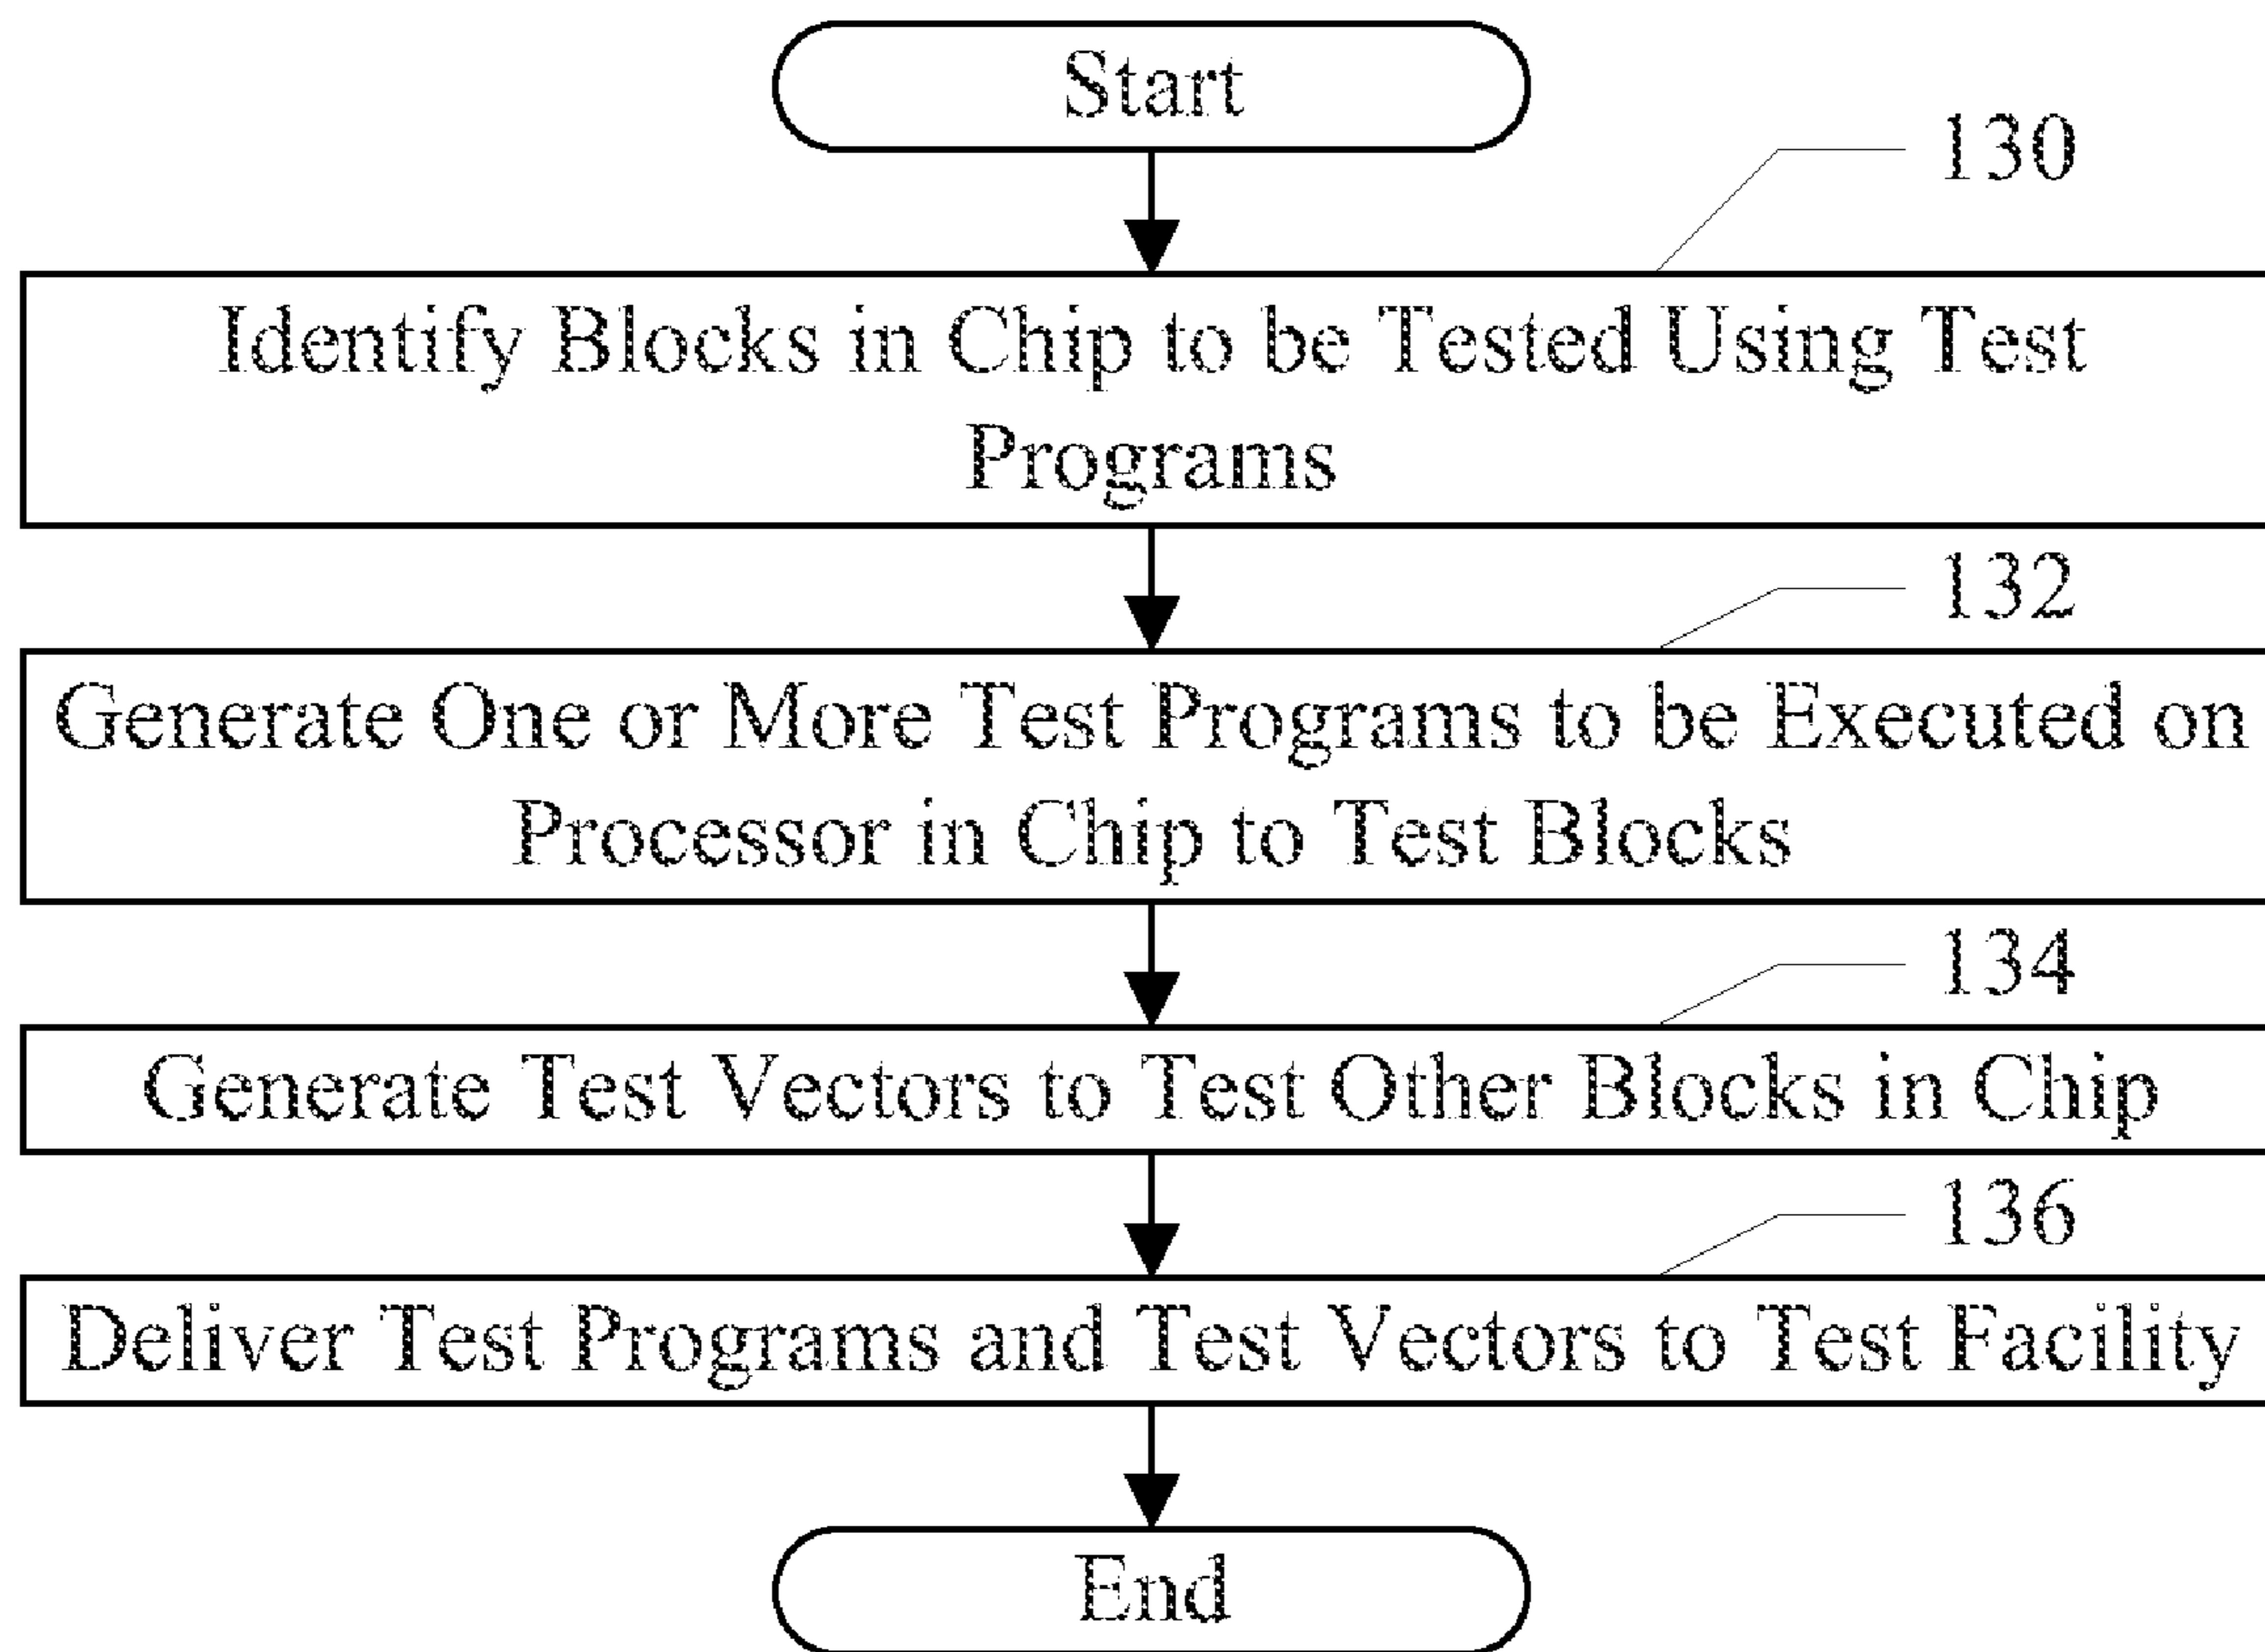 Start
130
Identify Blocks in Chip to be Tested Using Test
Programs
132
Generate One or More Test Programs to be Executed on
Processor in Chip to Test Blocks
134
Generate Test Vectors to Test Other Blocks in Chip
136
Deliver Test Programs and Test Vectors to Test Facility
End